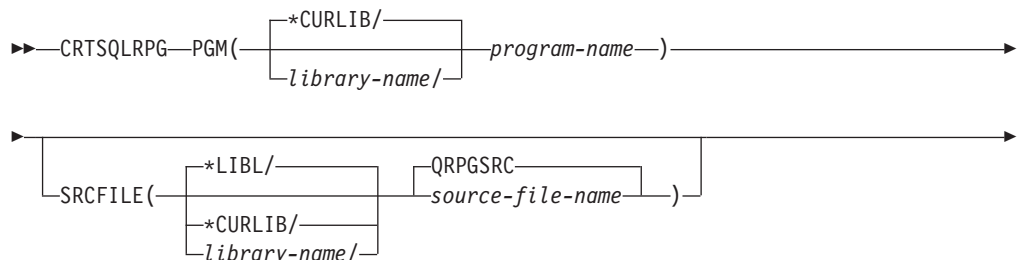 *CURLIB/
CRTSQLRPG PGM( program-name )
library-name/
*LIBL/ QRPGSRC
SRCFILE( source-file-name )
*CURLIB/
library-name/